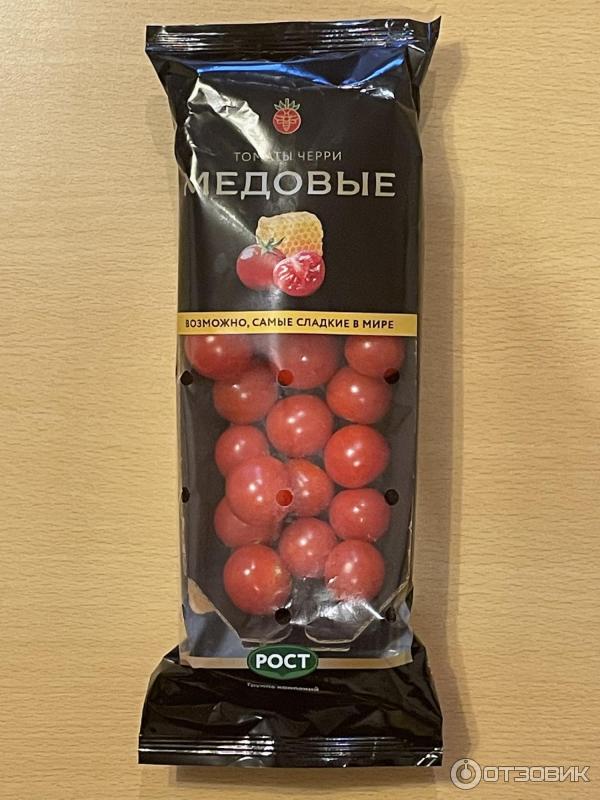 ТОМАТЫ ЧЕРРИ
МЕДОВЫЕ
ВОЗМОЖНО, САМЫЕ СЛАДКИЕ В МИРЕ
РОСТ
Группа компаний
ОТЗОВИК